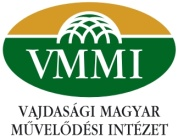 VMMI
VAJDASÁGI MAGYAR
MŰVELŐDÉSI INTÉZET